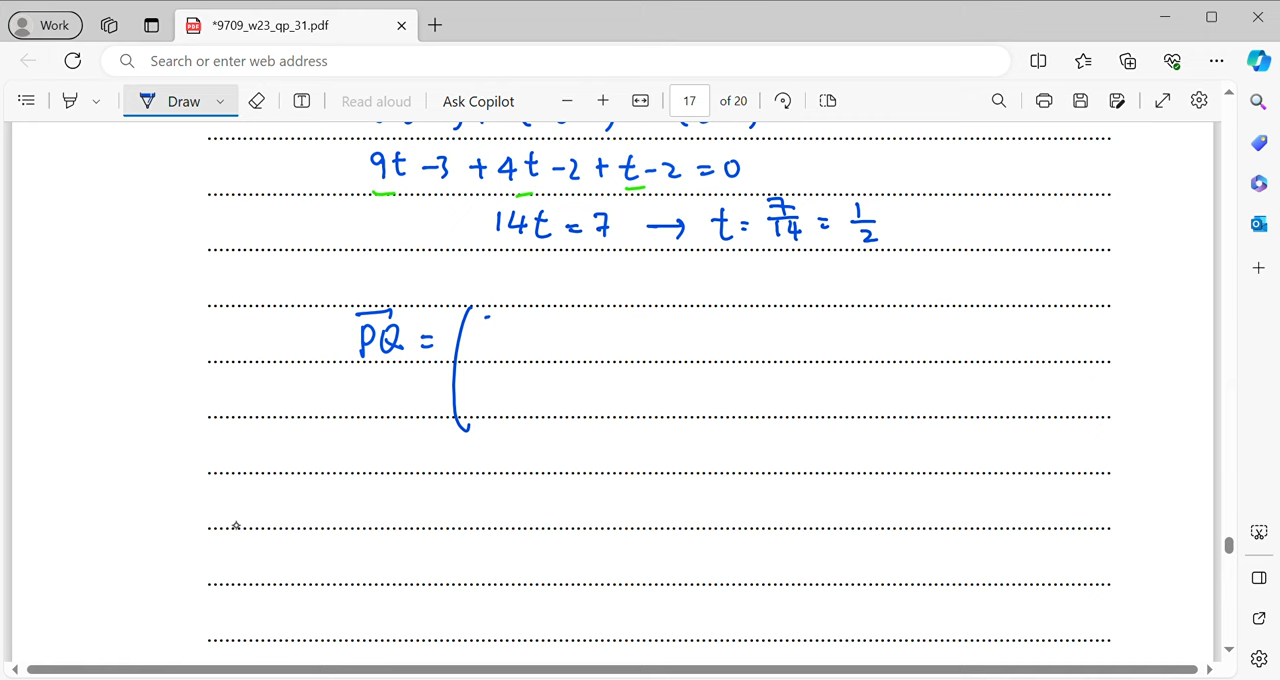 Work
*9709_w23_qp_31.pdf
Search or enter web address
Draw
Read aloud
Ask Copilot
17 of 20
9t -3 + 4t -2 + t -2 = 0
14t = 7 → t = 7/14 = 1/2
PQ = (